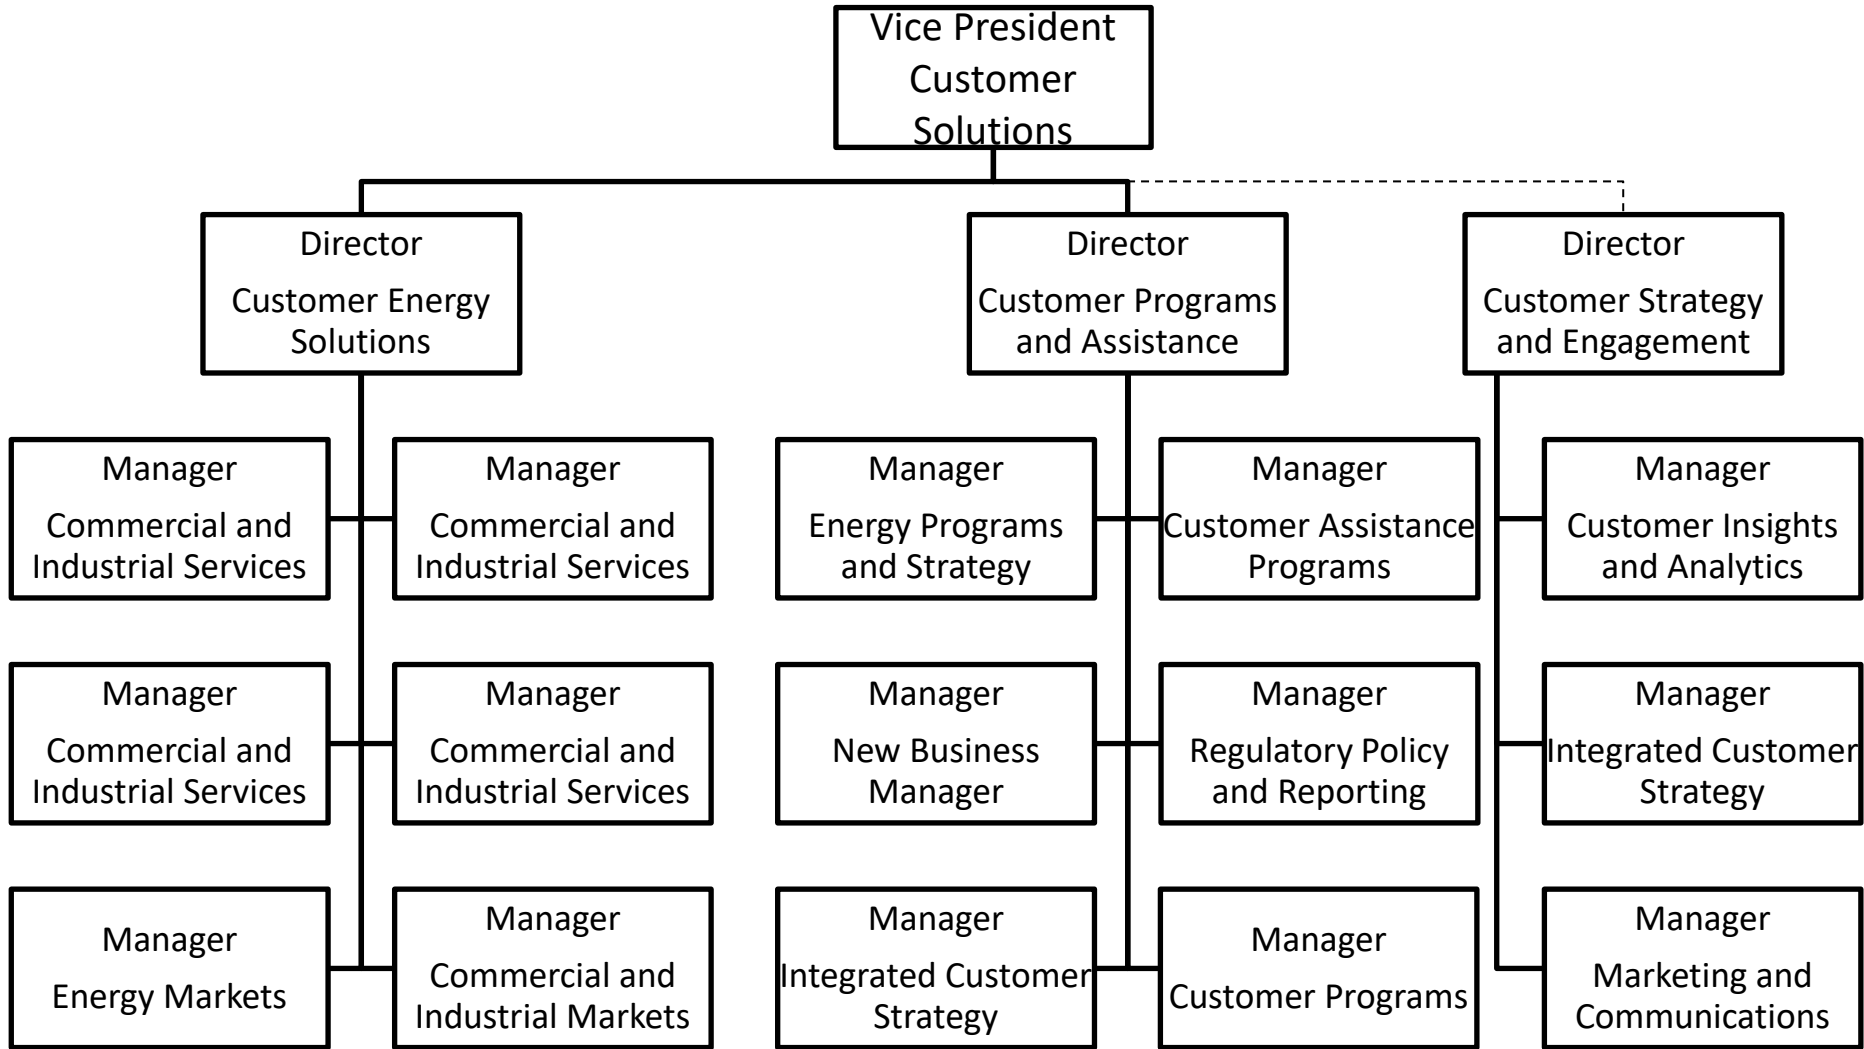 Vice President
Customer
Solutions
Director
Customer Energy
Solutions
Director
Customer Programs
and Assistance
Director
Customer Strategy
and Engagement
Manager
Commercial and
Industrial Services
Manager
Commercial and
Industrial Services
Manager
Energy Programs
and Strategy
Manager
Customer Assistance
Programs
Manager
Customer Insights
and Analytics
Manager
Commercial and
Industrial Services
Manager
Commercial and
Industrial Services
Manager
New Business
Manager
Manager
Regulatory Policy
and Reporting
Manager
Integrated Customer
Strategy
Manager
Energy Markets
Manager
Commercial and
Industrial Markets
Manager
Integrated Customer
Strategy
Manager
Customer Programs
Manager
Marketing and
Communications